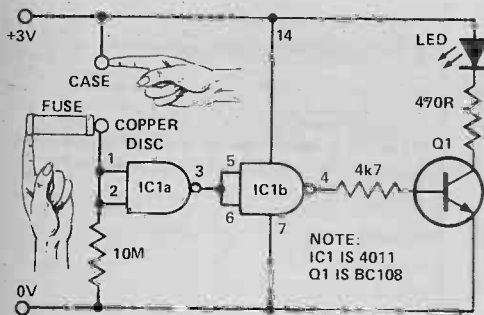 +3V
14
LED
CASE
FUSE
COPPER
DISC
470R
Q1
1
2
IC1a
3
5
6
IC1b
4
4k7
7
10M
NOTE:
IC1 IS 4011
Q1 IS BC108
0V